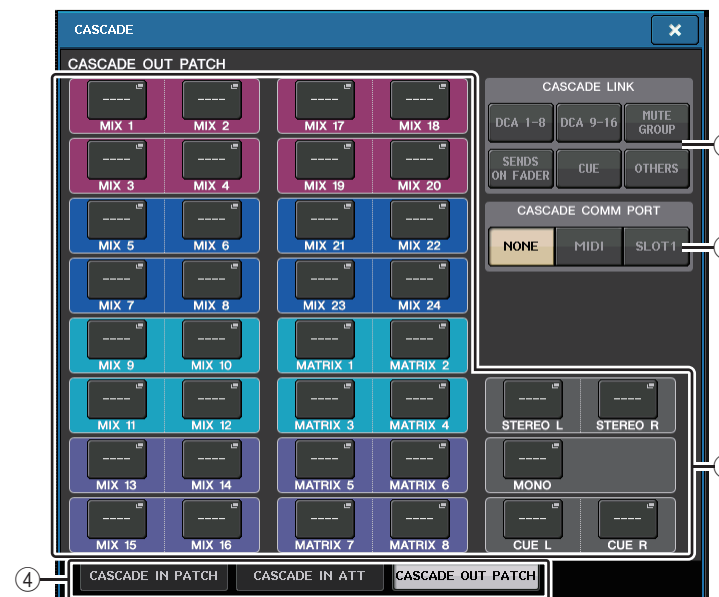 CASCADE
CASCADE OUT PATCH
---- ---- ---- ----
MIX 1 MIX 2 MIX 17 MIX 18
---- ---- ---- ----
MIX 3 MIX 4 MIX 19 MIX 20
---- ---- ---- ----
MIX 5 MIX 6 MIX 21 MIX 22
---- ---- ---- ----
MIX 7 MIX 8 MIX 23 MIX 24
---- ---- ---- ----
MIX 9 MIX 10 MATRIX 1 MATRIX 2
---- ---- ---- ----
MIX 11 MIX 12 MATRIX 3 MATRIX 4
---- ---- ---- ----
MIX 13 MIX 14 MATRIX 5 MATRIX 6
---- ---- ---- ----
MIX 15 MIX 16 MATRIX 7 MATRIX 8
CASCADE LINK
DCA 1-8 DCA 9-16 MUTE GROUP
SENDS ON FADER CUE OTHERS
CASCADE COMM PORT
NONE MIDI SLOT1
---- ----
STEREO L STEREO R
----
MONO
---- ----
CUE L CUE R
④ CASCADE IN PATCH CASCADE IN ATT CASCADE OUT PATCH